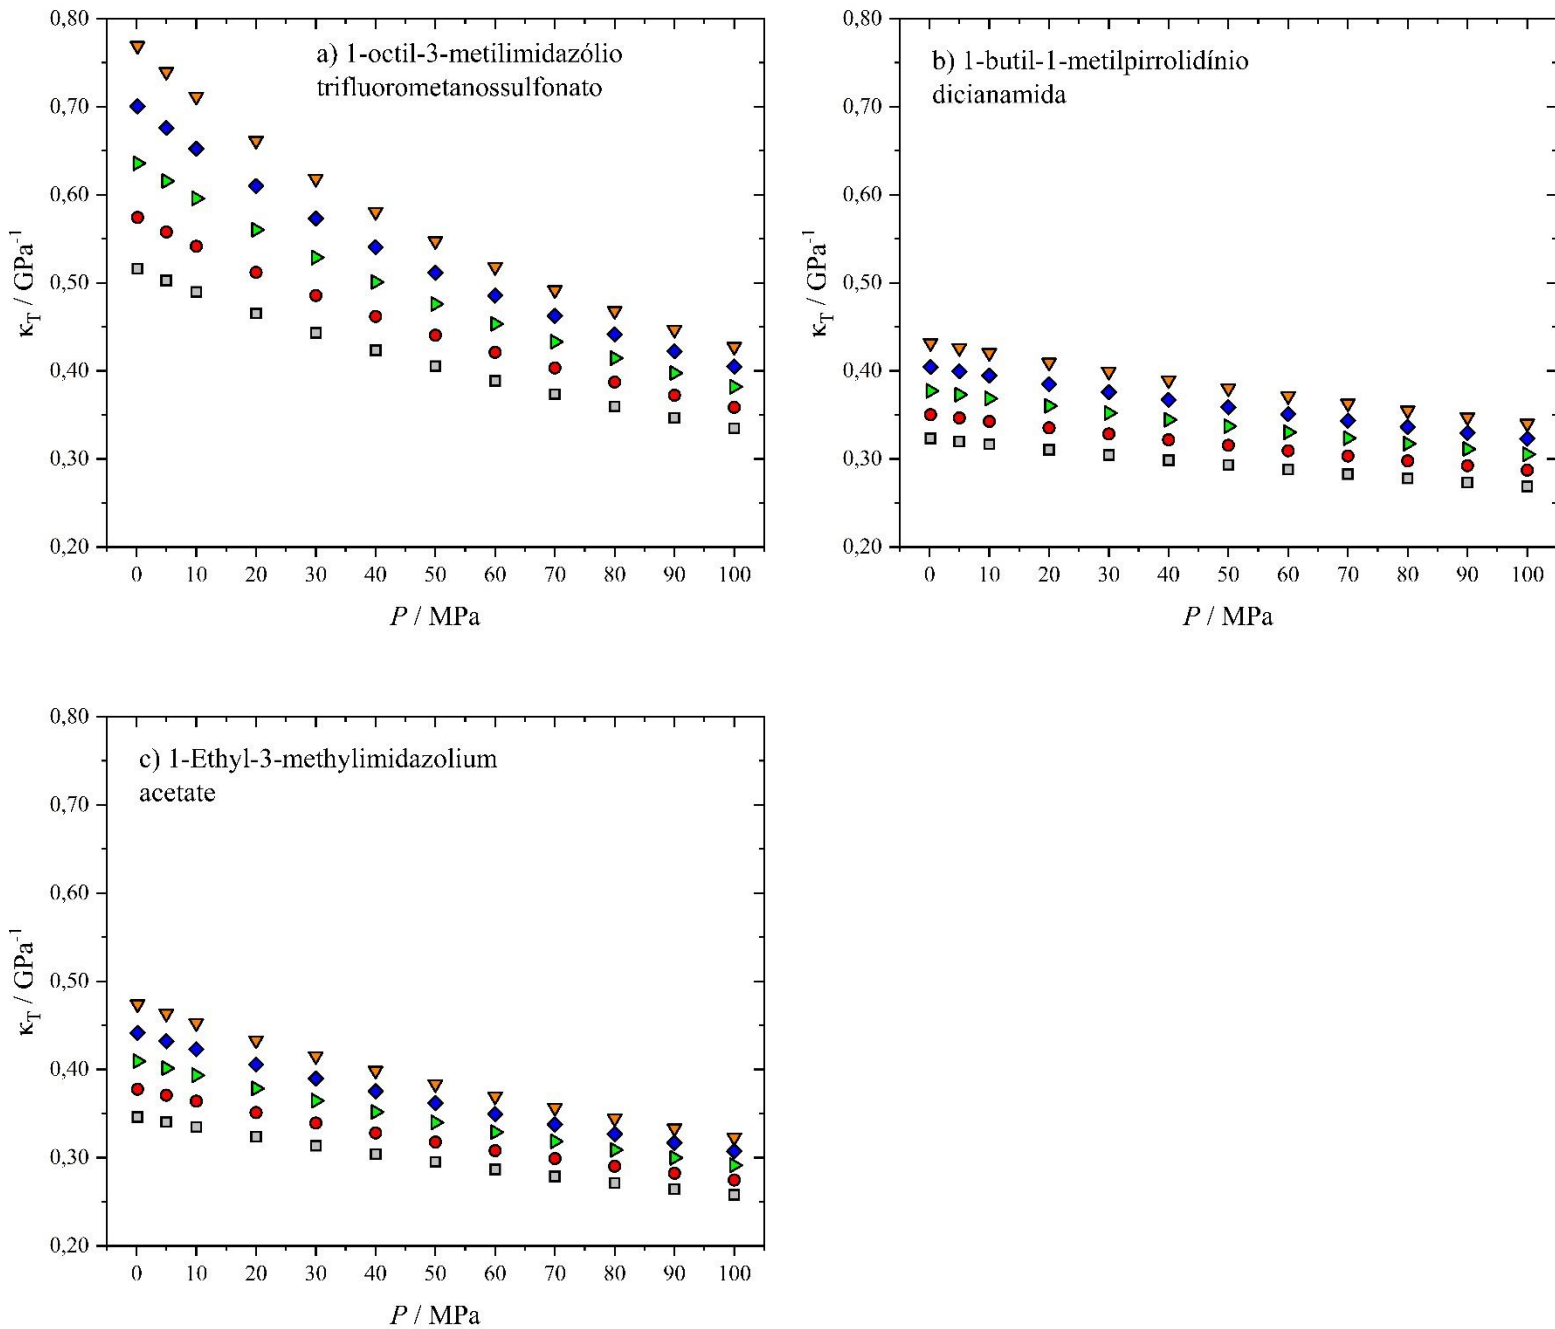 a) 1-octil-3-metilimidazólio
trifluorometanossulfonato
0,80
0,70
0,60
0,50
0,40
0,30
0,20
κT / GPa-1
0 10 20 30 40 50 60 70 80 90 100
P / MPa
b) 1-butil-1-metilpirrolidínio
dicianamida
0,80
0,70
0,60
0,50
0,40
0,30
0,20
κT / GPa-1
0 10 20 30 40 50 60 70 80 90 100
P / MPa
c) 1-Ethyl-3-methylimidazolium
acetate
0,80
0,70
0,60
0,50
0,40
0,30
0,20
κT / GPa-1
0 10 20 30 40 50 60 70 80 90 100
P / MPa